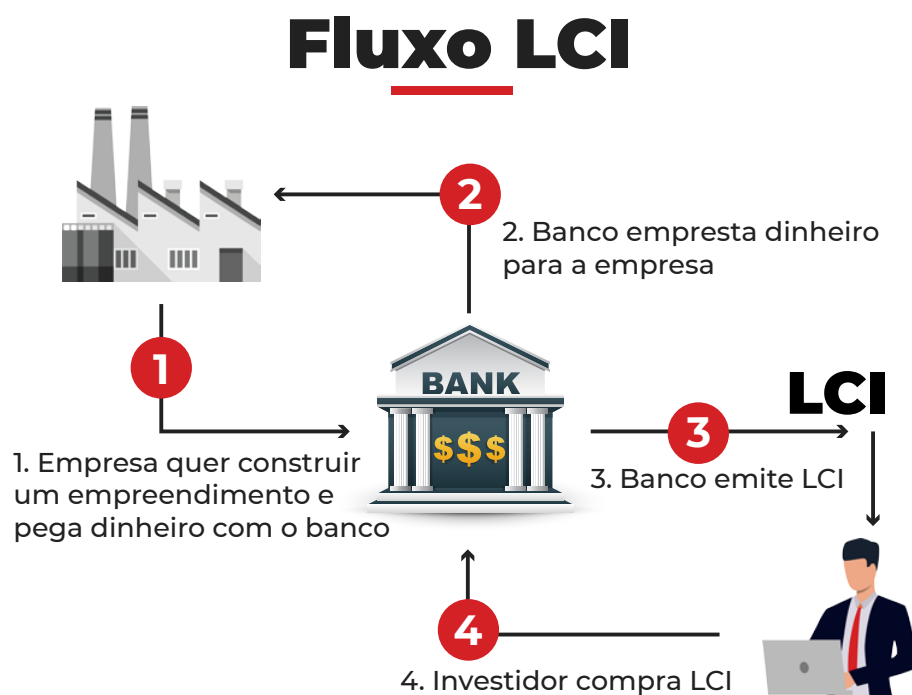 Fluxo LCI
2
2. Banco empresta dinheiro
para a empresa
1
BANK
$$$
LCI
3
1. Empresa quer construir
um empreendimento e
pega dinheiro com o banco
3. Banco emite LCI
4
4. Investidor compra LCI